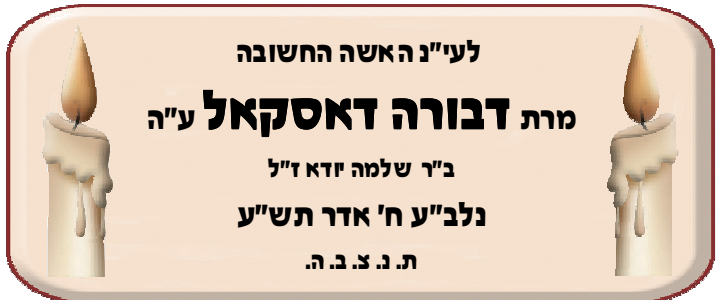 לעי"נ האשה החשובה
מרת דבורה דאסקאל ע"ה
ב"ר שלמה יודא ז"ל
נלב"ע ח' אדר תש"ע
ת. נ. צ. ב. ה.